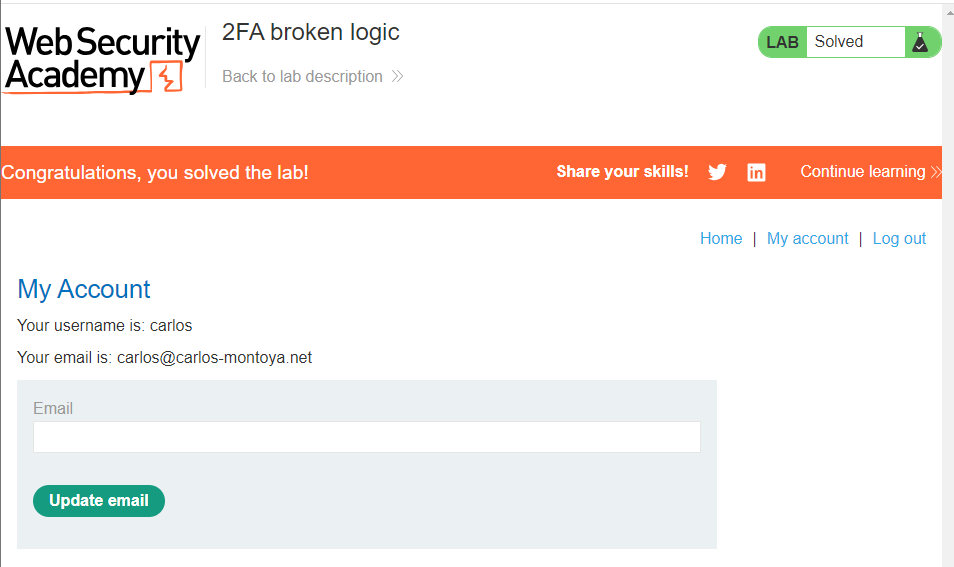 Web Security
Academy
2FA broken logic
Back to lab description
LAB Solved
Congratulations, you solved the lab!
Share your skills!
Continue learning
Home | My account | Log out
My Account
Your username is: carlos
Your email is: carlos@carlos-montoya.net
Email
Update email